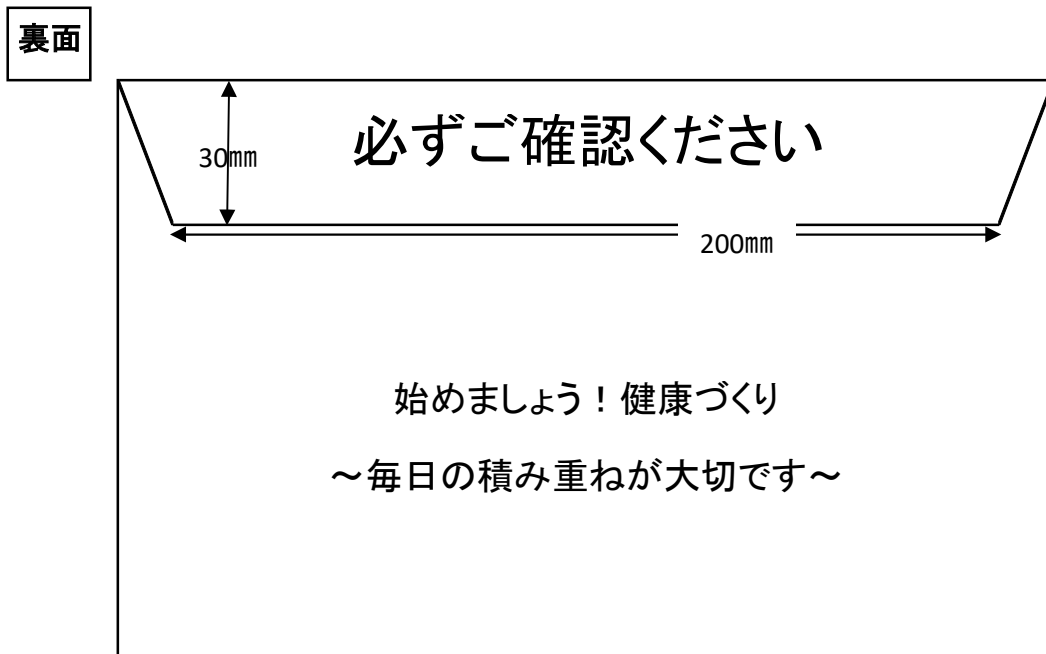 裏面
必ずご確認ください
30㎜
200㎜
始めましょう！健康づくり
～毎日の積み重ねが大切です～